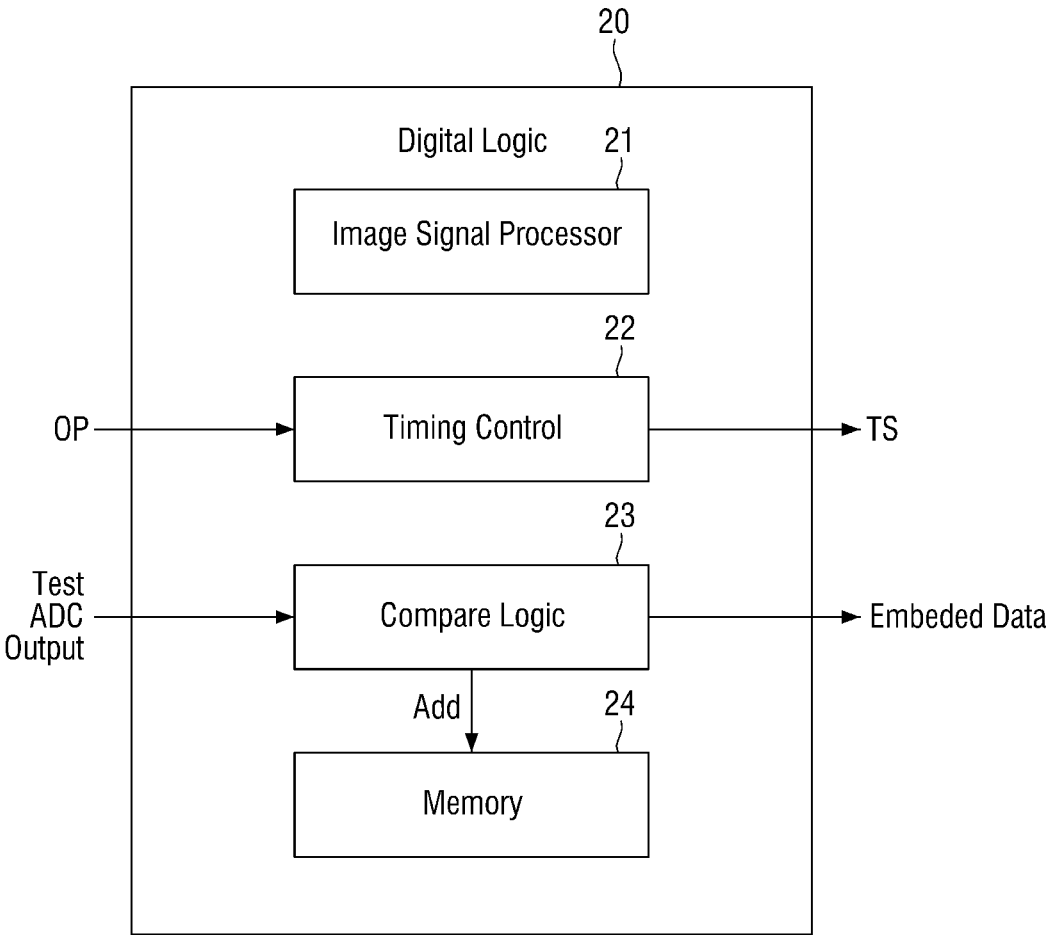 20
Digital Logic
21
Image Signal Processor
22
OP
Timing Control
TS
23
Test
ADC
Output
Compare Logic
Embeded Data
Add
24
Memory